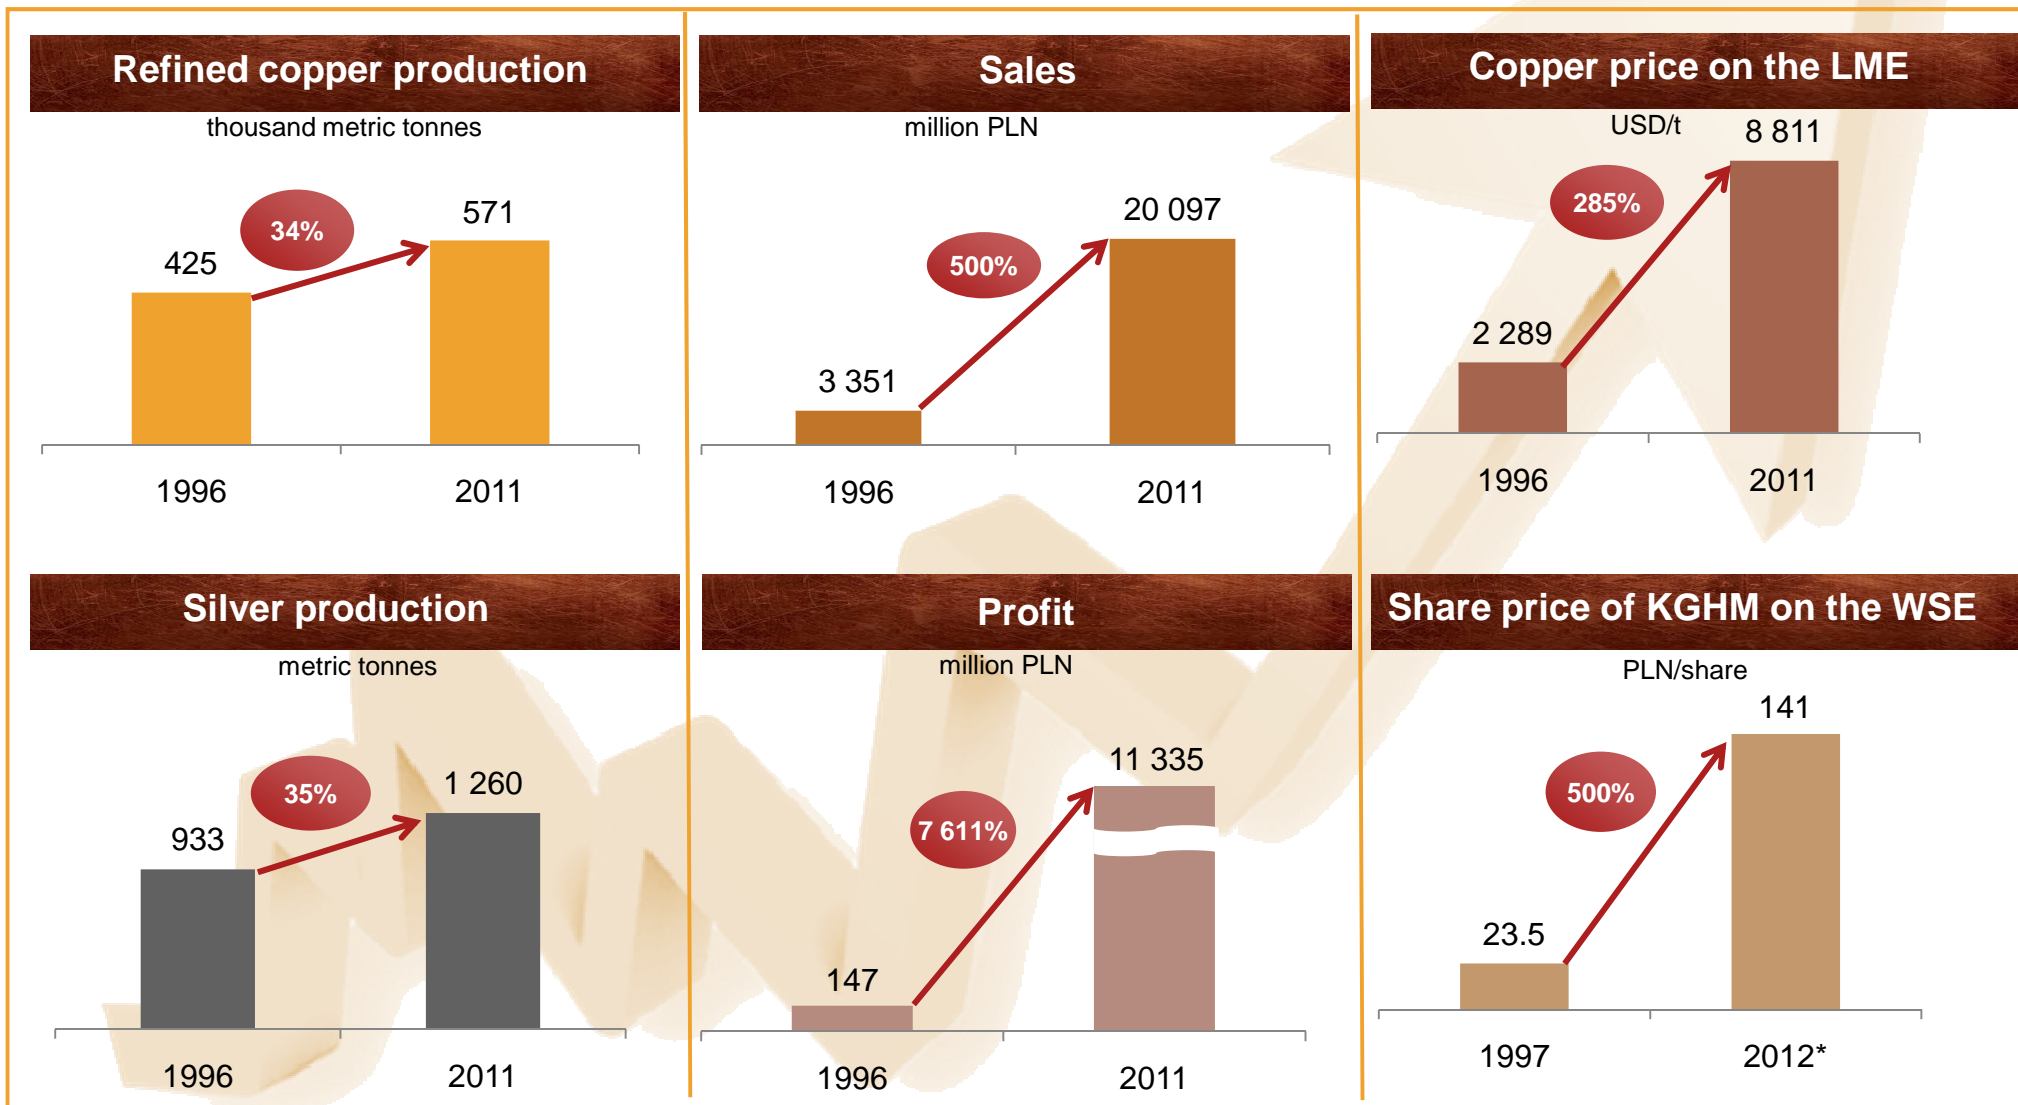 Refined copper production
thousand metric tonnes
34%
425
571
1996
2011
Sales
million PLN
500%
3 351
20 097
1996
2011
Copper price on the LME
USD/t
285%
2 289
8 811
1996
2011
Silver production
metric tonnes
35%
933
1 260
1996
2011
Profit
million PLN
7 611%
147
11 335
1996
2011
Share price of KGHM on the WSE
PLN/share
500%
23.5
141
1997
2012*